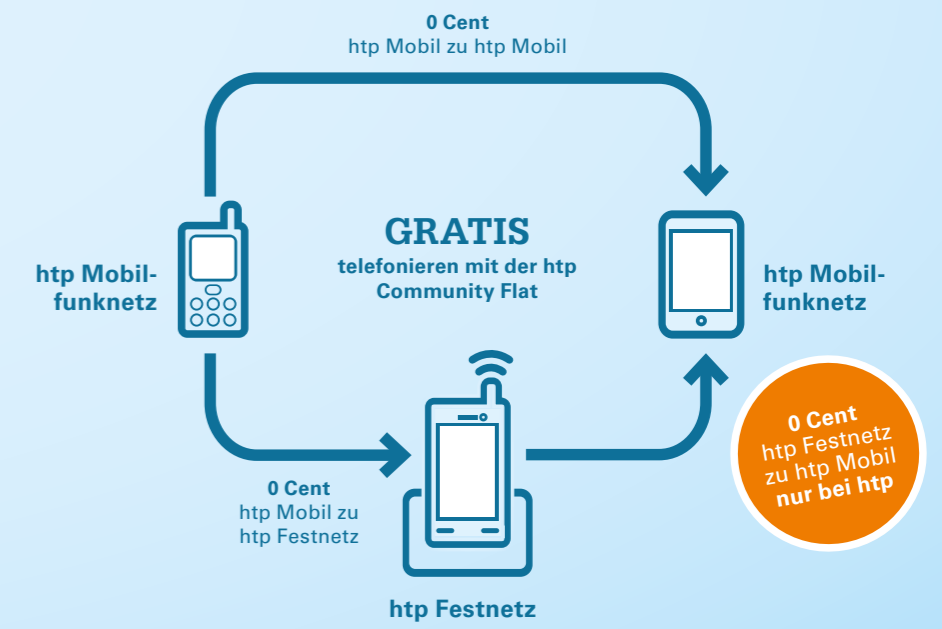 0 Cent
htp Mobil zu htp Mobil
GRATIS
telefonieren mit der htp
Community Flat
htp Mobil-
funknetz
htp Mobil-
funknetz
0 Cent
htp Festnetz
zu htp Mobil
nur bei htp
0 Cent
htp Mobil zu
htp Festnetz
htp Festnetz